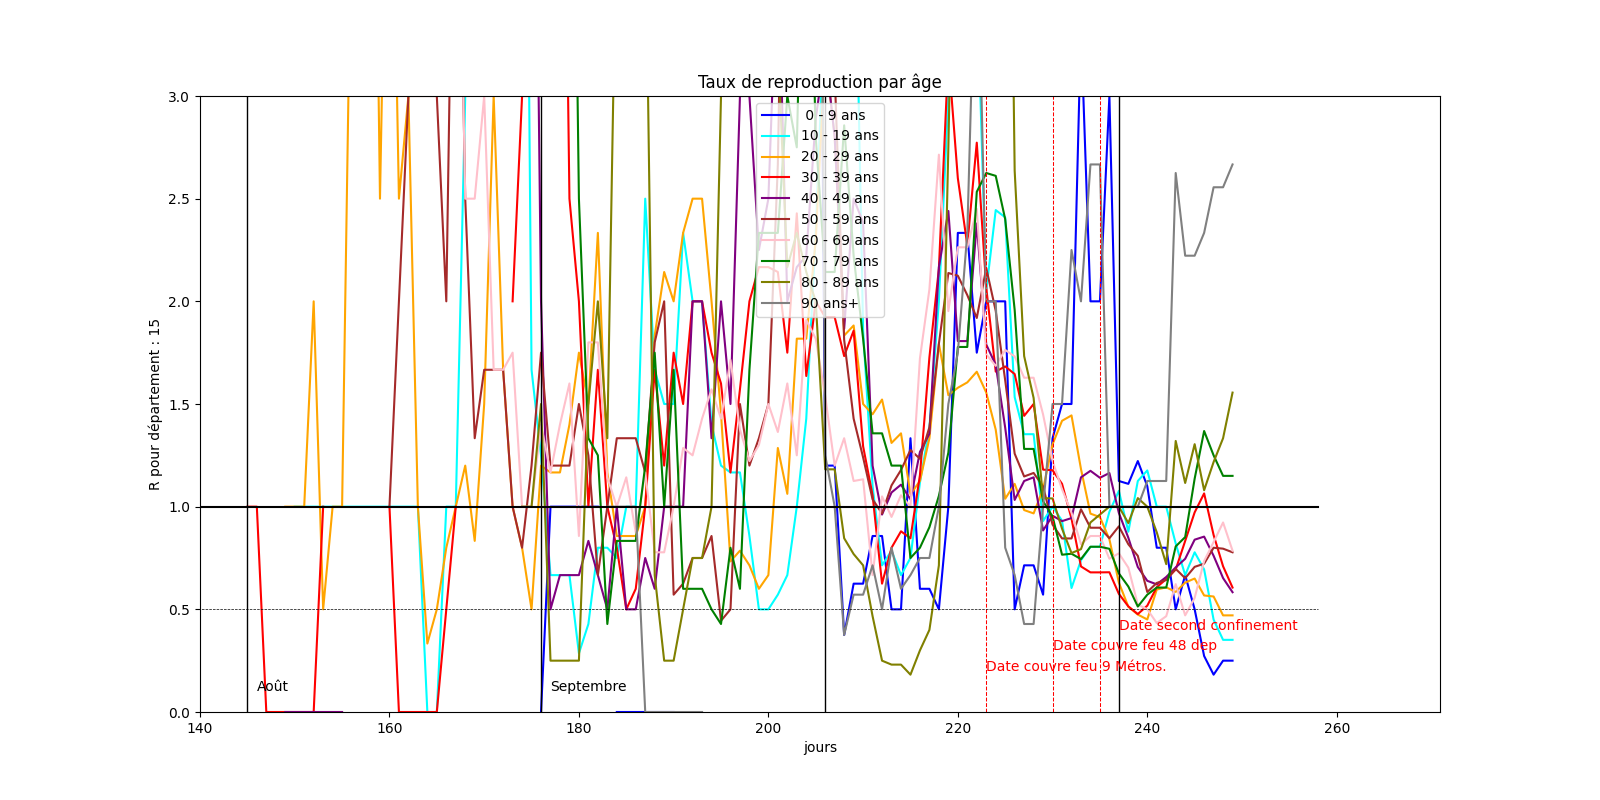 Taux de reproduction par âge
R pour département : 15
3.0
2.5
2.0
1.5
1.0
0.5
0.0
0 - 9 ans
10 - 19 ans
20 - 29 ans
30 - 39 ans
40 - 49 ans
50 - 59 ans
60 - 69 ans
70 - 79 ans
80 - 89 ans
90 ans+
Date second confinement
Date couvre feu 48 dep
Date couvre feu 9 Métros.
Août
Septembre
140
160
180
200
220
240
260
jours